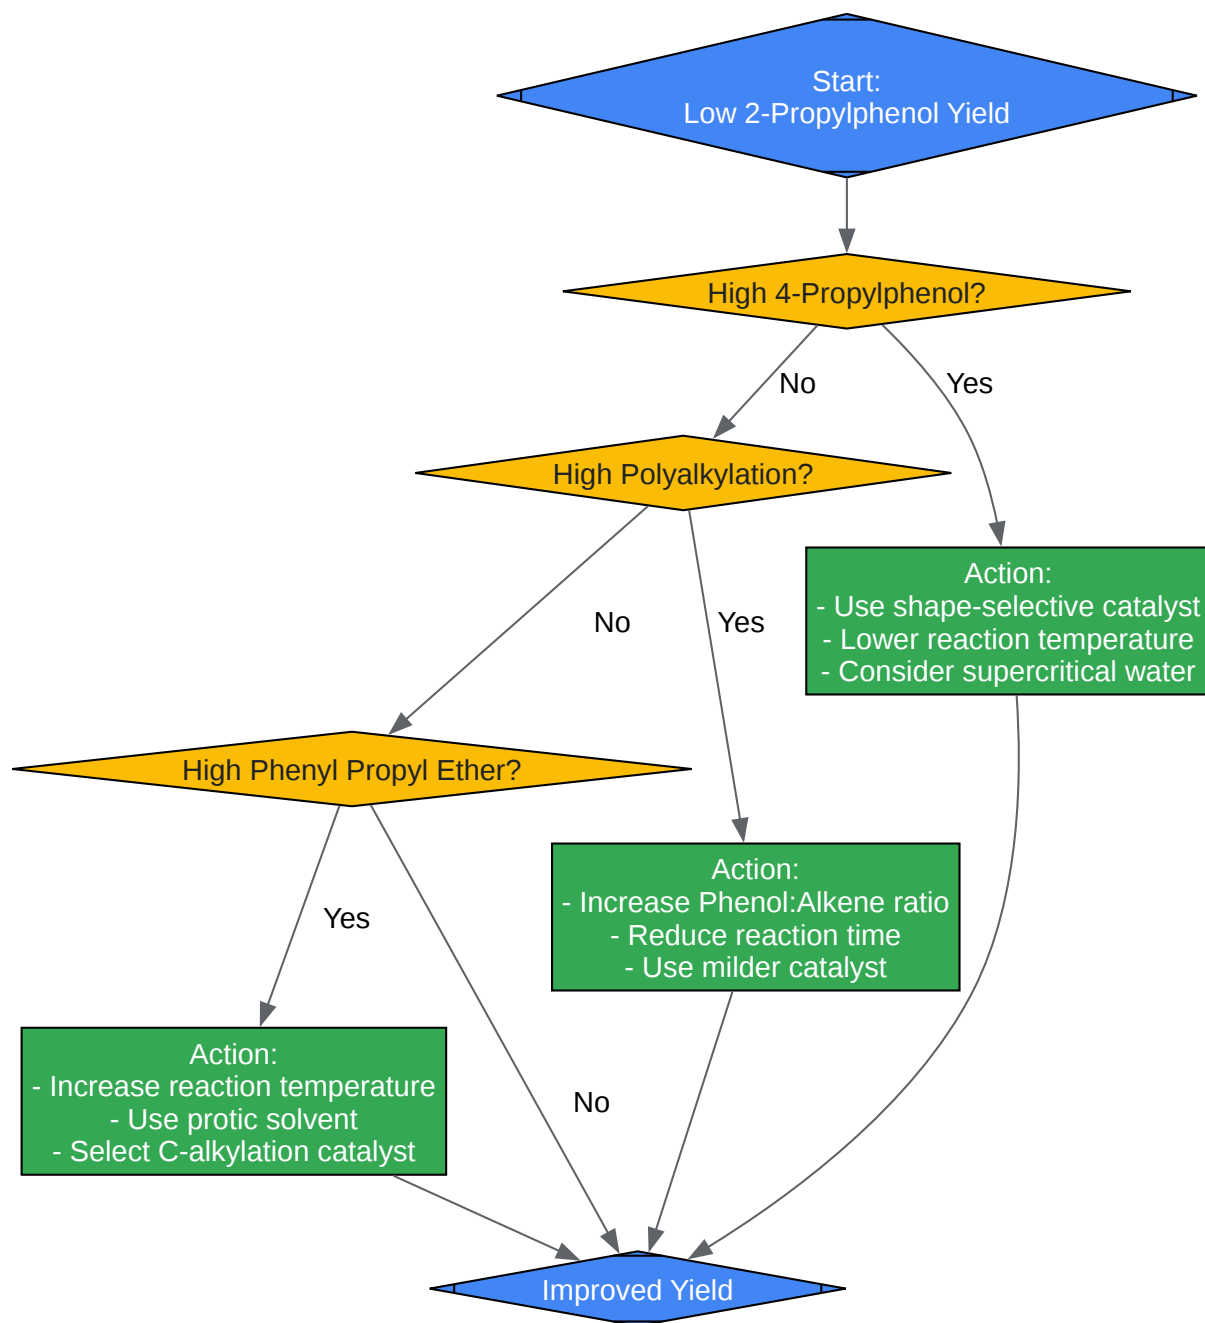 Start:
Low 2-Propylphenol Yield
High 4-Propylphenol?
No
Yes
High Polyalkylation?
No
Yes
Action:
- Use shape-selective catalyst
- Lower reaction temperature
- Consider supercritical water
High Phenyl Propyl Ether?
Yes
No
Action:
- Increase Phenol:Alkene ratio
- Reduce reaction time
- Use milder catalyst
Action:
- Increase reaction temperature
- Use protic solvent
- Select C-alkylation catalyst
Improved Yield